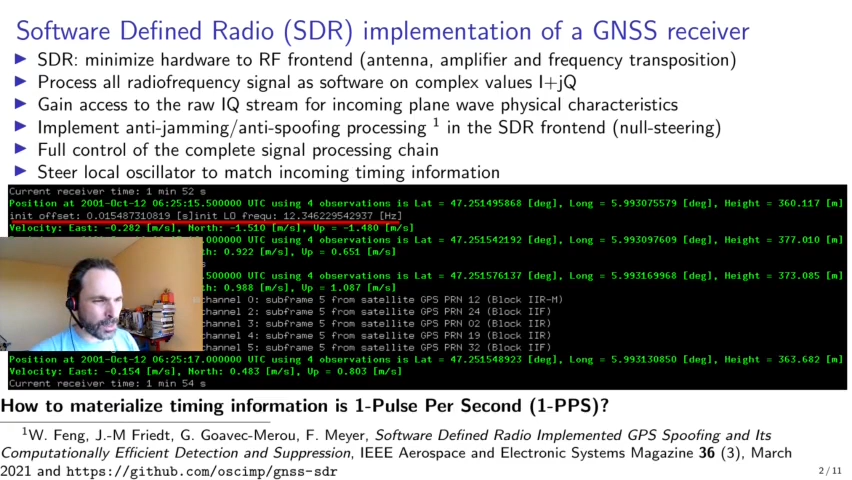 Software Defined Radio (SDR) implementation of a GNSS receiver
SDR: minimize hardware to RF frontend (antenna, amplifier and frequency transposition)
Process all radiofrequency signal as software on complex values I+jQ
Gain access to the raw IQ stream for incoming plane wave physical characteristics
Implement anti-jamming/anti-spoofing processing 1 in the SDR frontend (null-steering)
Full control of the complete signal processing chain
Steer local oscillator to match incoming timing information
Current receiver time: 1 min 52 s
Position at 2001-Oct-12 06:25:15.500000 UTC using 4 observations is Lat = 47.251495868 [deg], Long = 5.993075579 [deg], Height = 360.117 [m]
init offset: 0.015487310819 [s]init LO frequ: 12.346229542937 [Hz]
Velocity: East: -0.282 [m/s], North: -1.510 [m/s], Up = -1.480 [m/s]
.000000 UTC using 4 observations is Lat = 47.251542192 [deg], Long = 5.993097609 [deg], Height = 377.010 [m]
h: 0.922 [m/s], Up = 0.651 [m/s]
s
.500000 UTC using 4 observations is Lat = 47.251576137 [deg], Long = 5.993169968 [deg], Height = 373.085 [m]
h: 0.988 [m/s], Up = 1.087 [m/s]
channel 0: subframe 5 from satellite GPS PRN 12 (Block IIR-M)
channel 2: subframe 5 from satellite GPS PRN 24 (Block IIF)
channel 3: subframe 5 from satellite GPS PRN 02 (Block IIR)
channel 4: subframe 5 from satellite GPS PRN 19 (Block IIR)
channel 5: subframe 5 from satellite GPS PRN 32 (Block IIF)
Position at 2001-Oct-12 06:25:17.000000 UTC using 4 observations is Lat = 47.251548923 [deg], Long = 5.993130850 [deg], Height = 363.682 [m]
Velocity: East: -0.154 [m/s], North: 0.483 [m/s], Up = 0.803 [m/s]
Current receiver time: 1 min 54 s
How to materialize timing information is 1-Pulse Per Second (1-PPS)?
1W. Feng, J.-M Friedt, G. Goavec-Merou, F. Meyer, Software Defined Radio Implemented GPS Spoofing and Its
Computationally Efficient Detection and Suppression, IEEE Aerospace and Electronic Systems Magazine 36 (3), March
2021 and https://github.com/oscimp/gnss-sdr
2/11